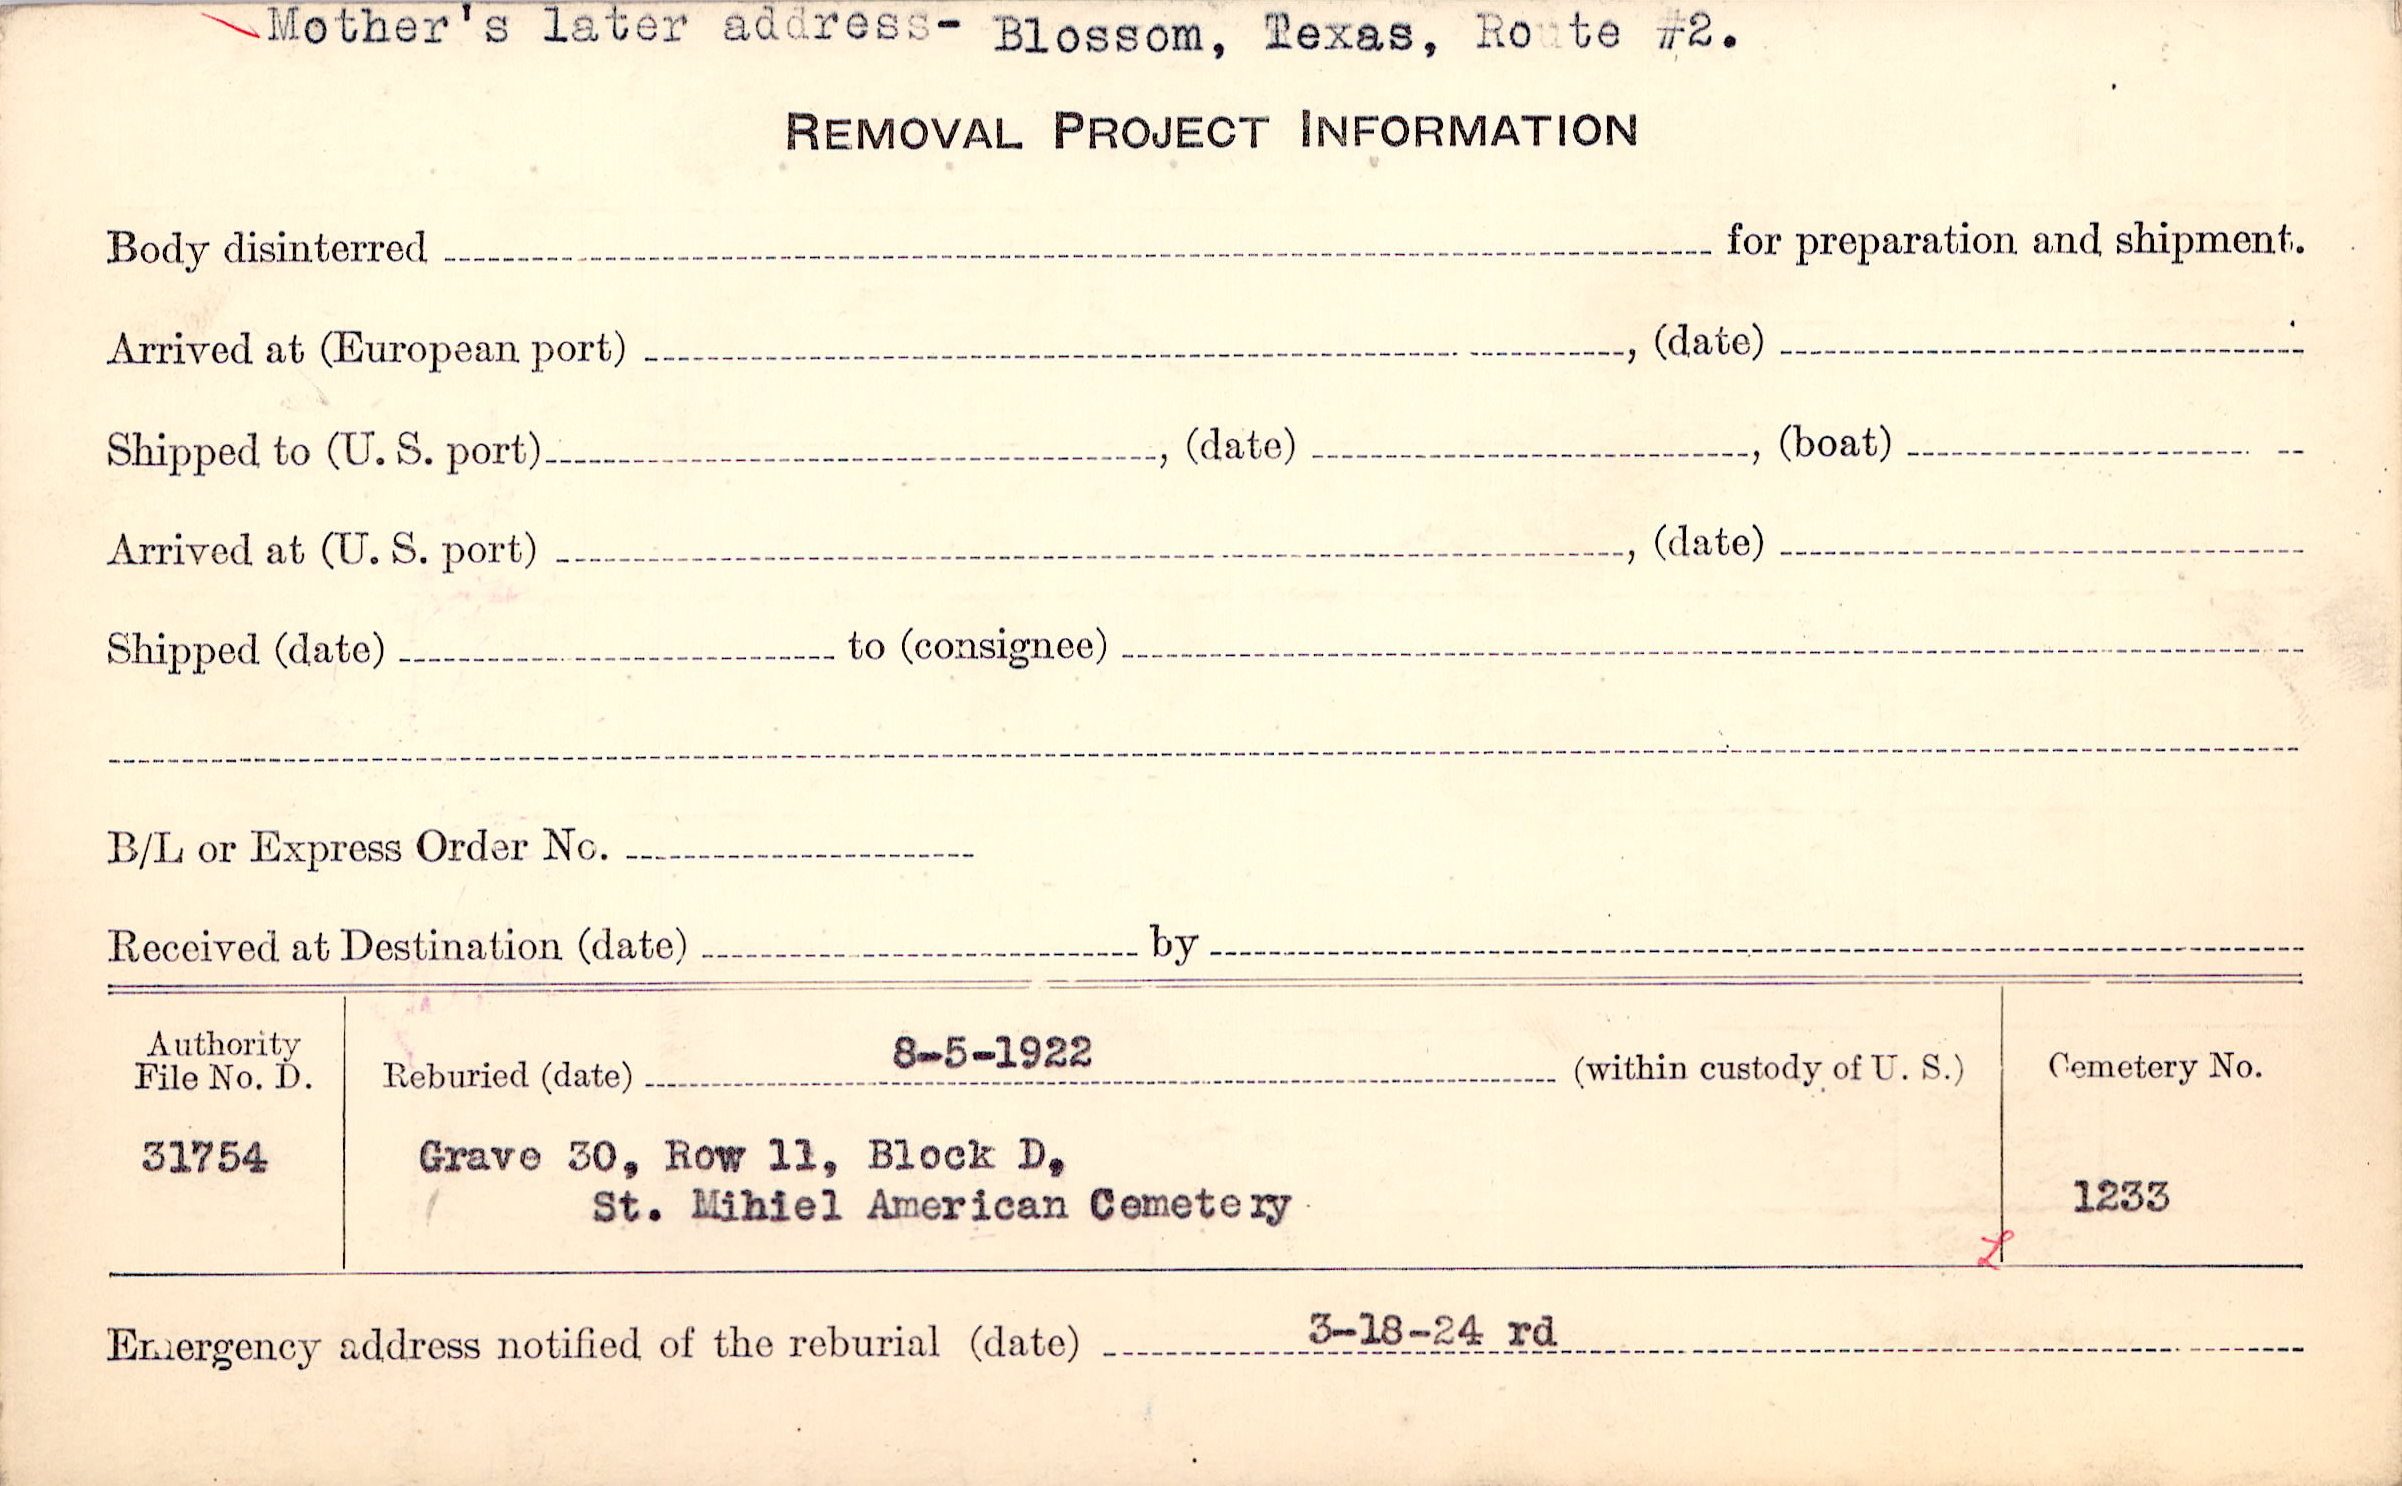 Mother's later address- Blossom, Texas, Route #2.
REMOVAL PROJECT INFORMATION
Body disinterred for preparation and shipment.
Arrived at (European port) , (date)
Shipped to (U. S. port) , (date) , (boat)
Arrived at (U. S. port) , (date)
Shipped (date) to (consignee)
B/L or Express Order No.
Received at Destination (date) by
Authority
File No. D.
31754
Reburied (date) 8-5-1922 (within custody of U. S.)
Grave 30, Row 11, Block D,
St. Mihiel American Cemetery
Cemetery No.
1233
Emergency address notified of the reburial (date) 3-18-24 rd